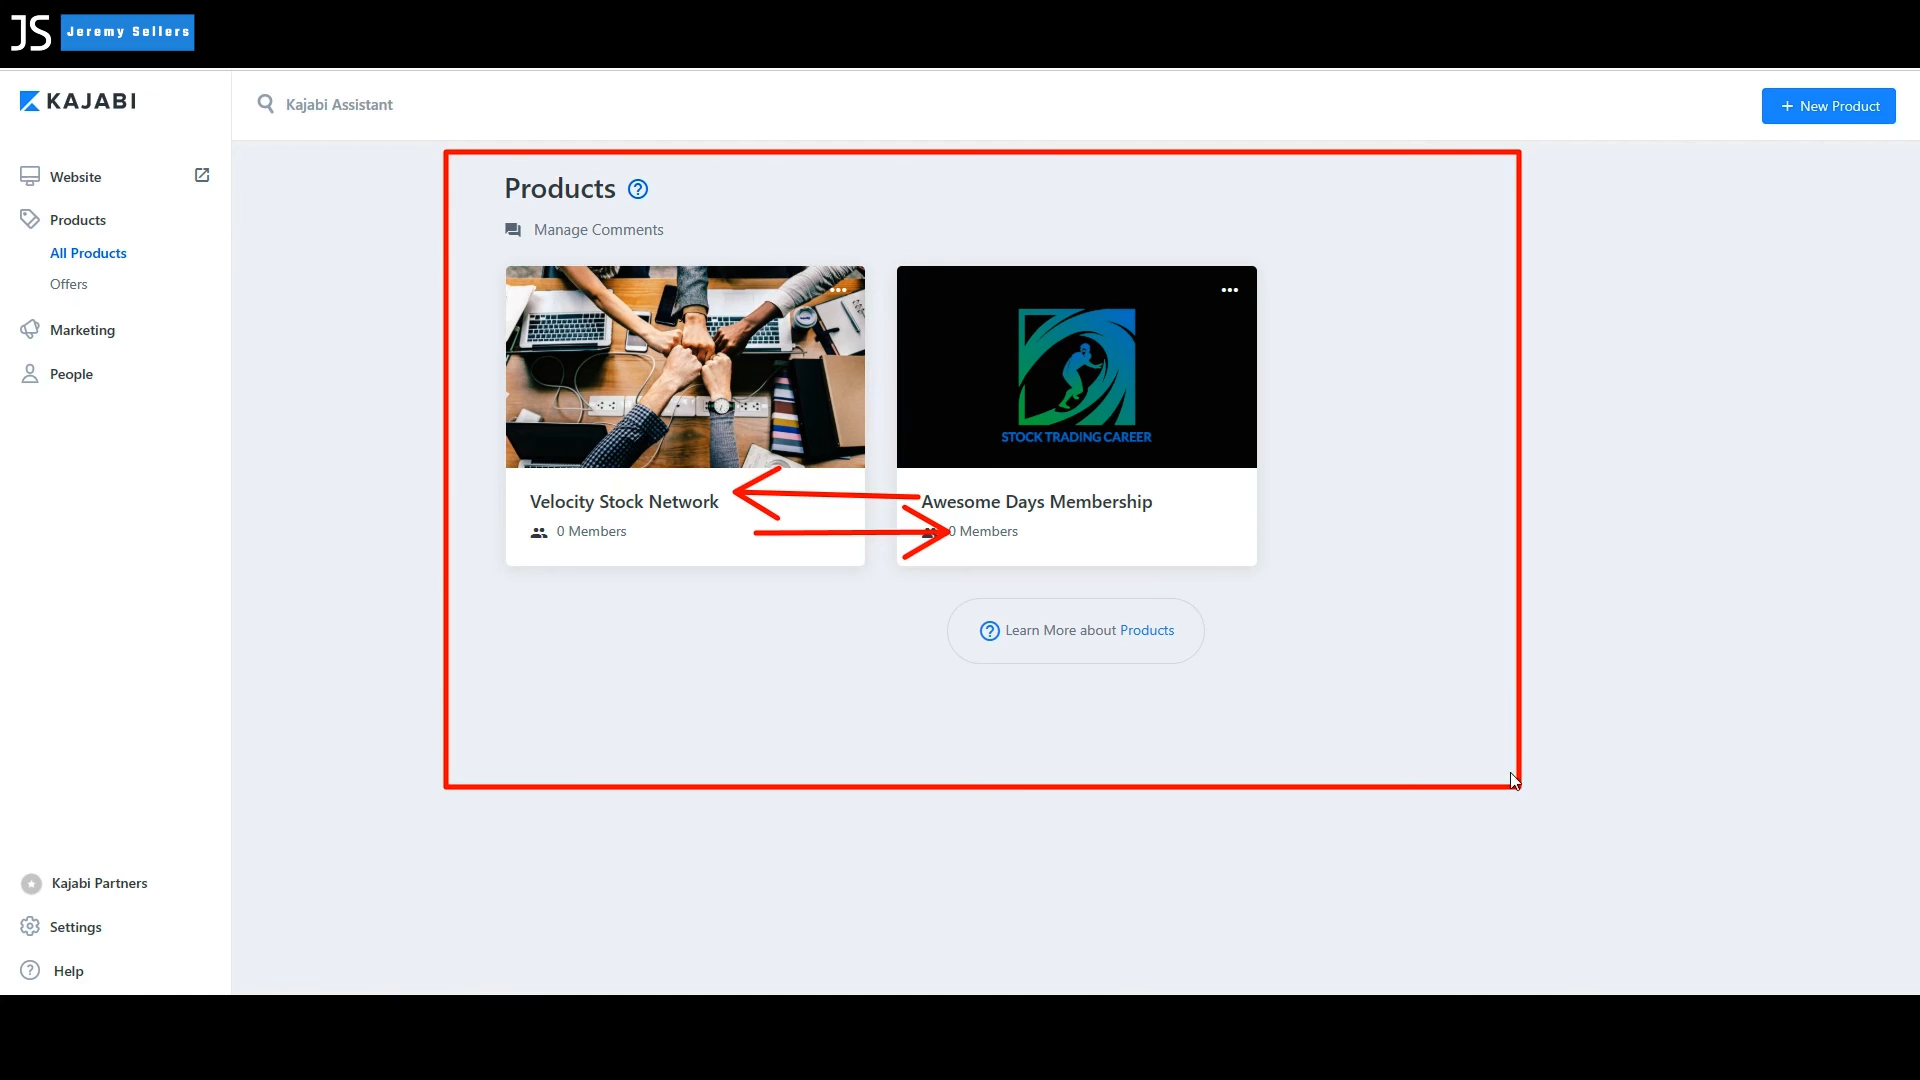 JS Jeremy Sellers
KAJABI
Kajabi Assistant
+ New Product
Website
Products
All Products
Offers
Marketing
People
Products ?
Manage Comments
STOCK TRADING CAREER
Velocity Stock Network
0 Members
Awesome Days Membership
0 Members
? Learn More about Products
Kajabi Partners
Settings
? Help